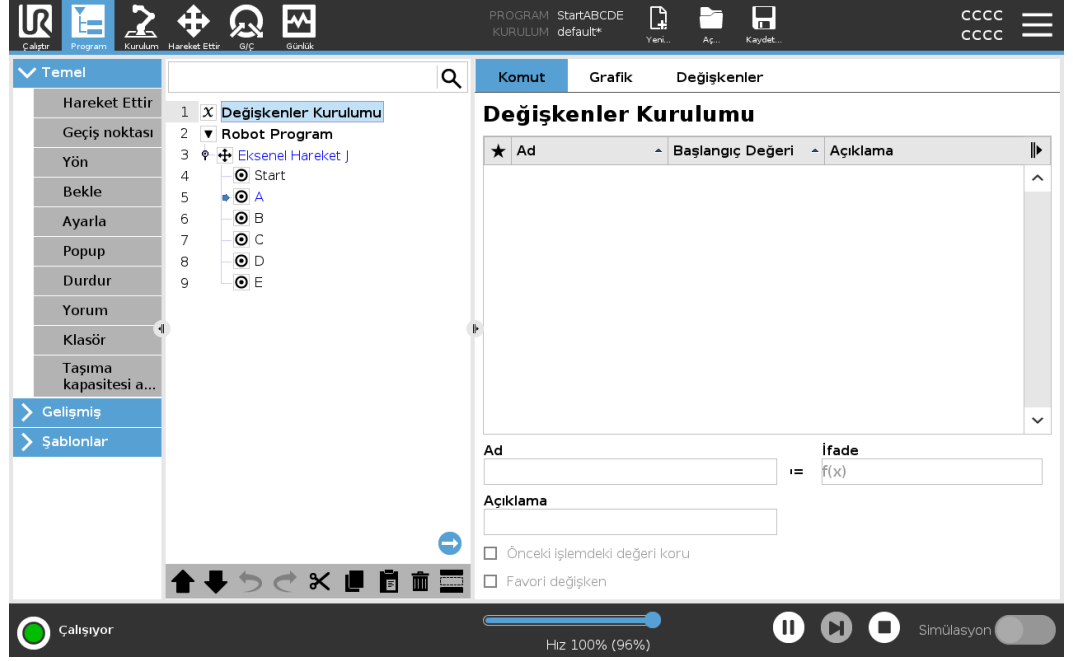 PROGRAM StartABCDE
KURULUM default*
CCCC
CCCC
Çalıştır
Program
Kurulum
Hareket Ettir
G/Ç
Günlük
Yeni...
Aç...
Kaydet...
Temel
Hareket Ettir
Geçiş noktası
Yön
Bekle
Ayarla
Popup
Durdur
Yorum
Klasör
Taşıma
kapasitesi a...
Gelişmiş
Şablonlar
1 X Değişkenler Kurulumu
2 Robot Program
3 Eksenel Hareket J
4 Start
5 A
6 B
7 C
8 D
9 E
Komut Grafik Değişkenler
Değişkenler Kurulumu
Ad Başlangıç Değeri Açıklama
Ad İfade
:= f(x)
Açıklama
Önceki işlemdeki değeri koru
Favori değişken
Çalışıyor
Hız 100% (96%)
Simülasyon